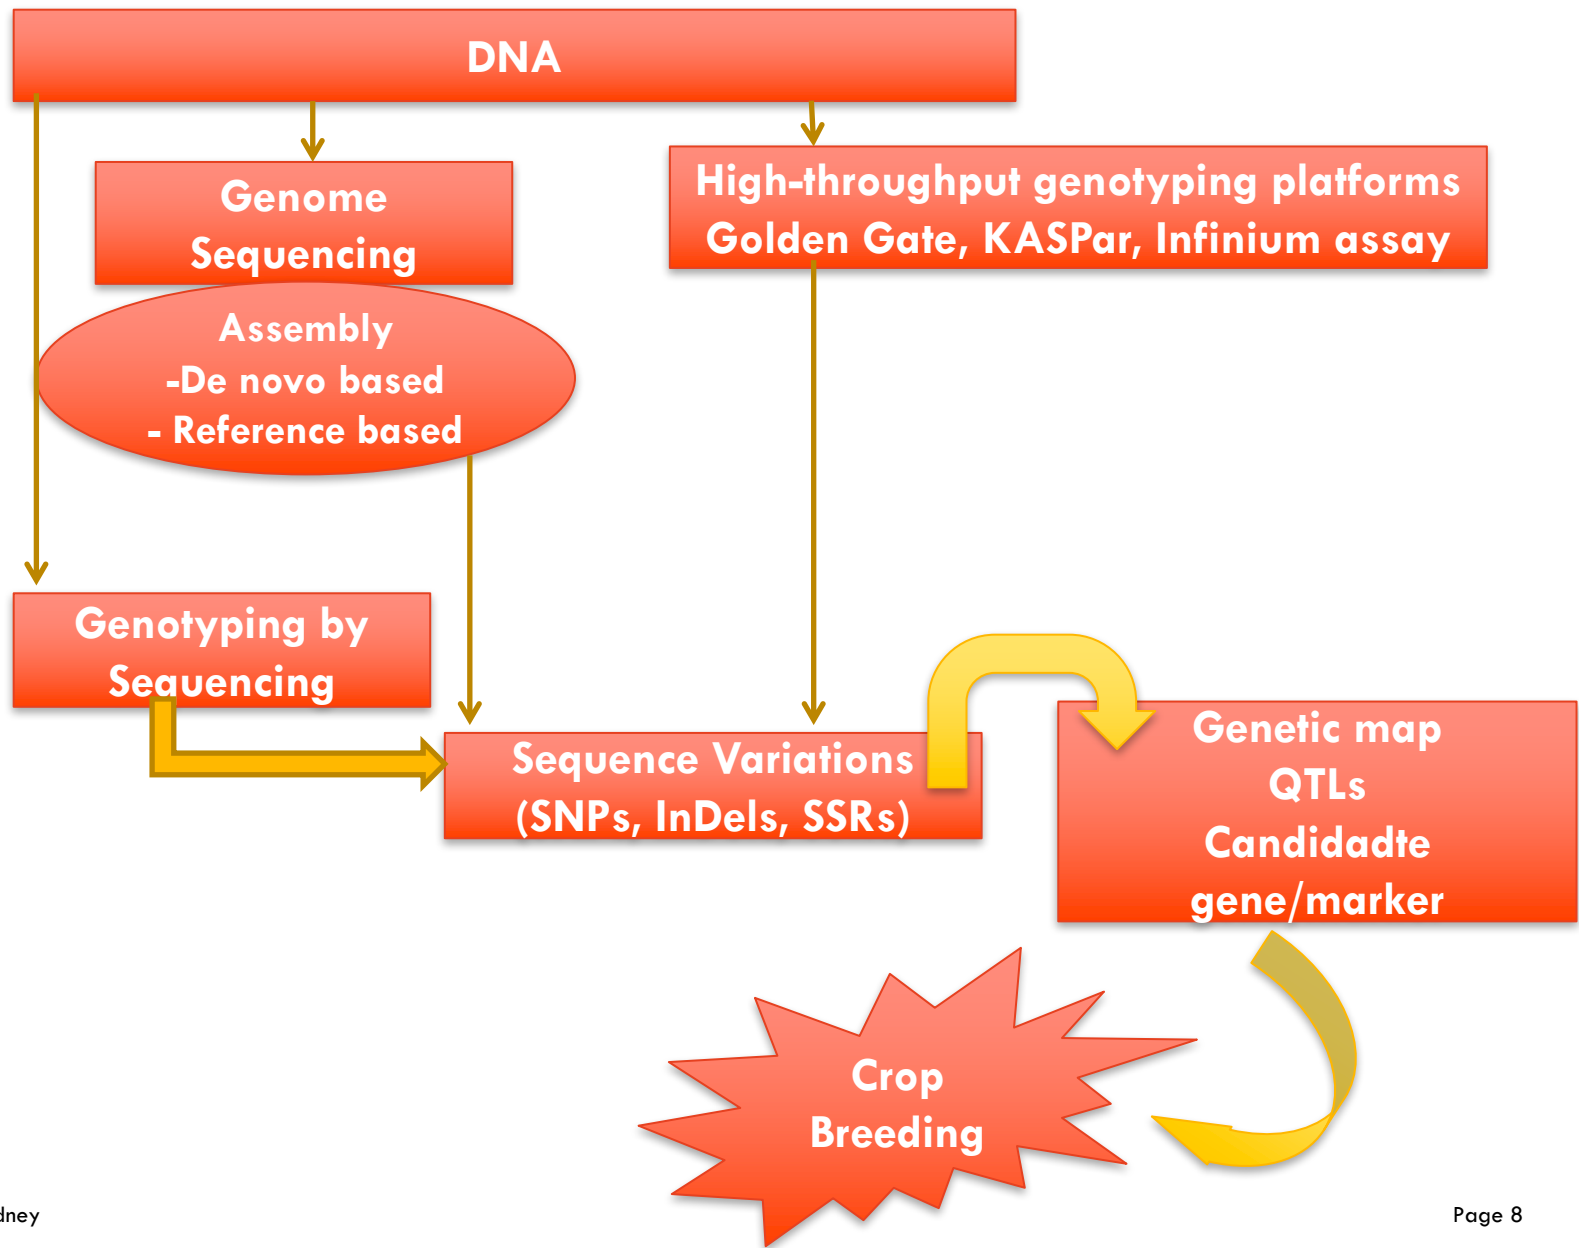 DNA
Genome
Sequencing
High-throughput genotyping platforms
Golden Gate, KASPar, Infinium assay
Assembly
-De novo based
- Reference based
Genotyping by
Sequencing
Sequence Variations
(SNPs, InDels, SSRs)
Genetic map
QTLs
Candidadte
gene/marker
Crop
Breeding
Page 8